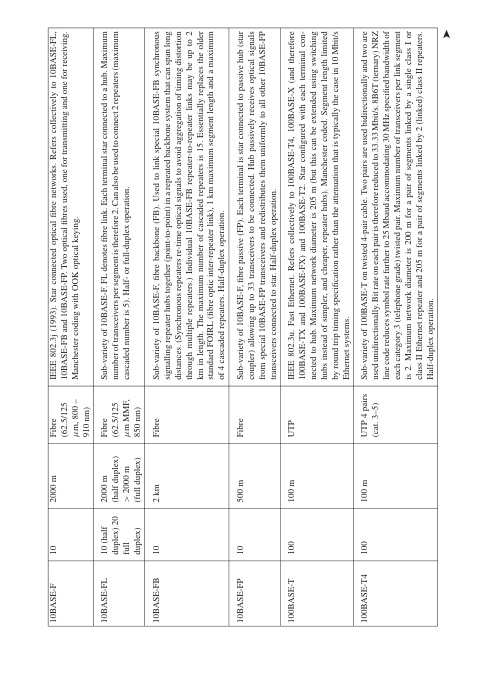 10BASE-F 10 2000 m Fibre (62.5/125 μm, 800 – 910 nm)
IEEE 802.3j (1993). Star connected optical fibre networks. Refers collectively to 10BASE-FL,
10BASE-FB and 10BASE-FP. Two optical fibres used, one for transmitting and one for receiving.
Manchester coding with OOK optical keying.
10BASE-FL 10 (half duplex) 20 full duplex) 2000 m (half duplex) > 2000 m (full duplex) Fibre (62.5/125 μm MMF, 850 nm)
Sub-variety of 10BASE-F. FL denotes fibre link. Each terminal star connected to a hub. Maximum
number of transceivers per segment is therefore 2. Can also be used to connect 2 repeaters (maximum
cascaded number is 5). Half- or full-duplex operation.
10BASE-FB 10 2 km Fibre
Sub-variety of 10BASE-F, fibre backbone (FB). Used to link special 10BASE-FB synchronous
signalling repeater hubs together (point-to-point) in a repeated backbone system that can span long
distances. (Synchronous repeaters re-time optical signals to avoid aggregation of timing distortion
through multiple repeaters.) Individual 10BASE-FB repeater-to-repeater links may be up to 2
km in length. The maximum number of cascaded repeaters is 15. Essentially replaces the older
standard FOIRL (fibre optic inter-repeater link), 1 km maximum segment length and a maximum
of 4 cascaded repeaters. Half-duplex operation.
10BASE-FP 10 500 m Fibre
Sub-variety of 10BASE-F, fibre passive (FP). Each terminal is star connected to passive hub (star
coupler) allowing up to 33 transceivers to be connected. Hub passively receives optical signals
from special 10BASE-FP transceivers and redistributes them uniformly to all other 10BASE-FP
transceivers connected to star. Half-duplex operation.
100BASE-T 100 100 m UTP
IEEE 802.3u. Fast Ethernet. Refers collectively to 100BASE-T4, 100BASE-X (and therefore
100BASE-TX and 100BASE-FX) and 100BASE-T2. Star configured with each terminal con-
nected to hub. Maximum network diameter is 205 m (but this can be extended using switching
hubs instead of simpler, and cheaper, repeater hubs). Manchester coded. Segment length limited
by round trip timing specification rather than the attenuation that is typically the case in 10 Mbit/s
Ethernet systems.
100BASE-T4 100 100 m UTP 4 pairs (cat. 3–5)
Sub-variety of 100BASE-T on twisted 4-pair cable. Two pairs are used bidirectionally and two are
used unidirectionally. Bit rate on each pair is therefore reduced to 33.33 Mbit/s. 8B6T (ternary) NRZ
line code reduces symbol rate further to 25 Mbaud accommodating 30 MHz specified bandwidth of
each category 3 (telephone grade) twisted pair. Maximum number of transceivers per link segment
is 2. Maximum network diameter is 200 m for a pair of segments linked by a single class I or
class II Ethernet repeater and 205 m for a pair of segments linked by 2 (linked) class II repeaters.
Half-duplex operation.